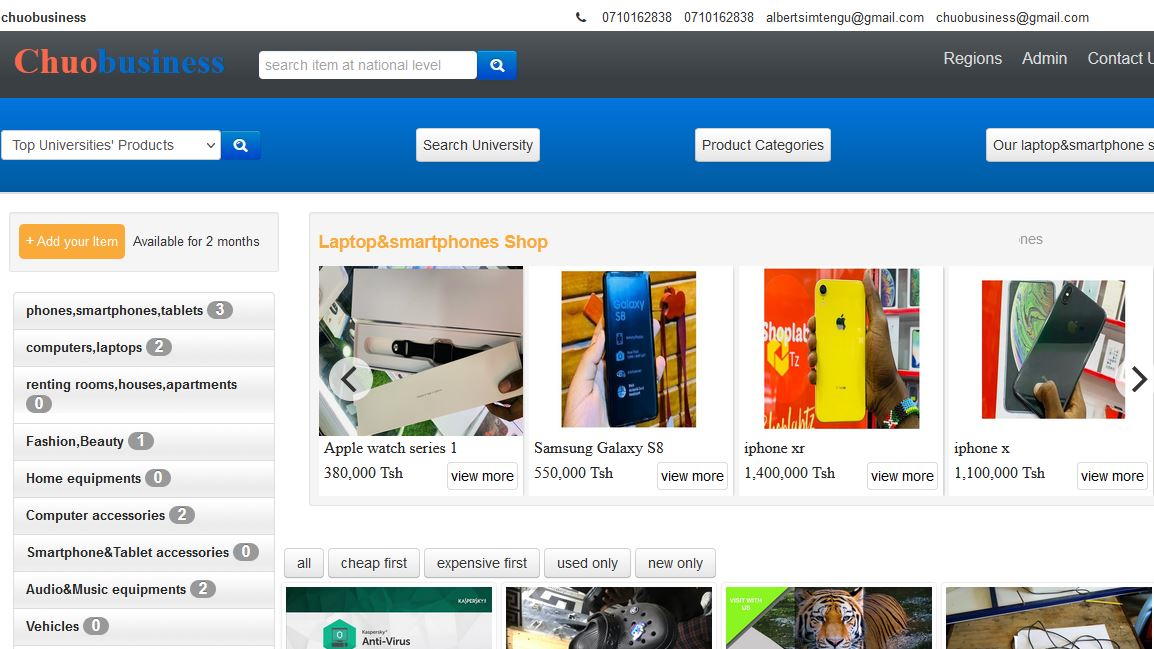 chuobusiness
0710162838 0710162838 albertsimtengu@gmail.com chuobusiness@gmail.com
Chuobusiness
search item at national level
Regions Admin Contact U
Top Universities' Products
Search University
Product Categories
Our laptop&smartphone s
+ Add your Item Available for 2 months
Laptop&smartphones Shop
nes
phones,smartphones,tablets 3
computers,laptops 2
renting rooms,houses,apartments
0
Fashion,Beauty 1
Home equipments 0
Computer accessories 2
Smartphone&Tablet accessories 0
Audio&Music equipments 2
Vehicles 0
Galaxy
S8
Shoplab
Tz
Shoplabtz
Apple watch series 1
380,000 Tsh
view more
Samsung Galaxy S8
550,000 Tsh
view more
iphone xr
1,400,000 Tsh
view more
iphone x
1,100,000 Tsh
view more
all cheap first expensive first used only new only
KASPERSKY
Kaspersky
Anti-Virus
VISIT WITH
US